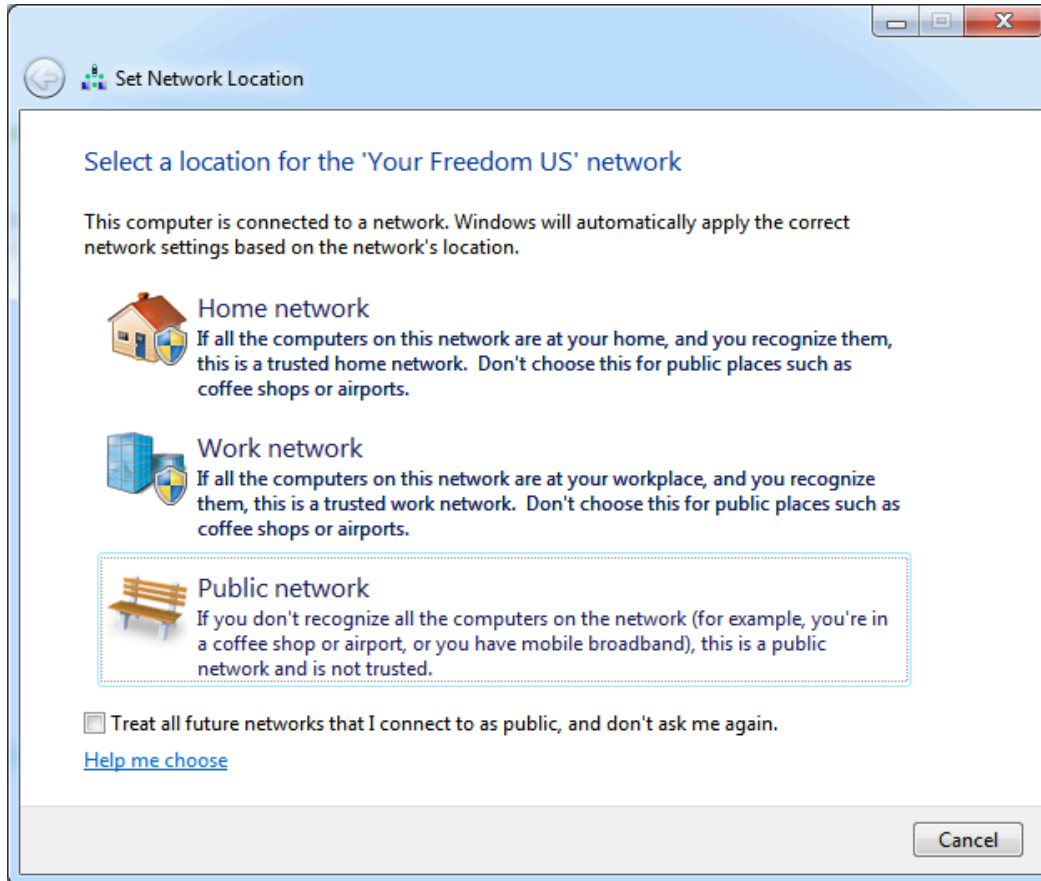 Set Network Location
Select a location for the 'Your Freedom US' network
This computer is connected to a network. Windows will automatically apply the correct
network settings based on the network's location.
Home network
If all the computers on this network are at your home, and you recognize them,
this is a trusted home network.  Don't choose this for public places such as
coffee shops or airports.
Work network
If all the computers on this network are at your workplace, and you recognize
them, this is a trusted work network.  Don't choose this for public places such as
coffee shops or airports.
Public network
If you don't recognize all the computers on the network (for example, you're in
a coffee shop or airport, or you have mobile broadband), this is a public
network and is not trusted.
Treat all future networks that I connect to as public, and don't ask me again.
Help me choose
Cancel